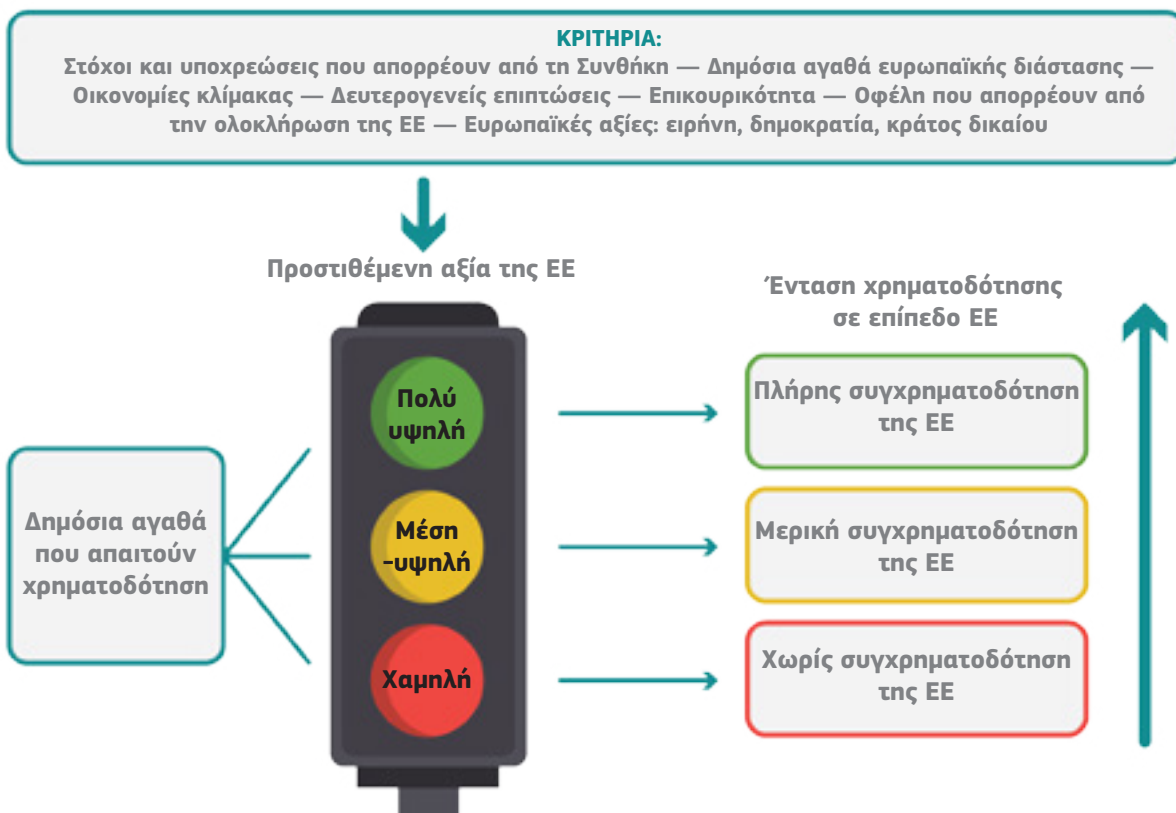 ΚΡΙΤΗΡΙΑ:
Στόχοι και υποχρεώσεις που απορρέουν από τη Συνθήκη — Δημόσια αγαθά ευρωπαϊκής διάστασης —
Οικονομίες κλίμακας — Δευτερογενείς επιπτώσεις — Επικουρικότητα — Οφέλη που απορρέουν από
την ολοκλήρωση της ΕΕ — Ευρωπαϊκές αξίες: ειρήνη, δημοκρατία, κράτος δικαίου
Προστιθέμενη αξία της ΕΕ
Ένταση χρηματοδότησης
σε επίπεδο ΕΕ
Δημόσια αγαθά
που απαιτούν
χρηματοδότηση
Πολύ
υψηλή
Πλήρης συγχρηματοδότηση
της ΕΕ
Μέση
-υψηλή
Μερική συγχρηματοδότηση
της ΕΕ
Χαμηλή
Χωρίς συγχρηματοδότηση
της ΕΕ